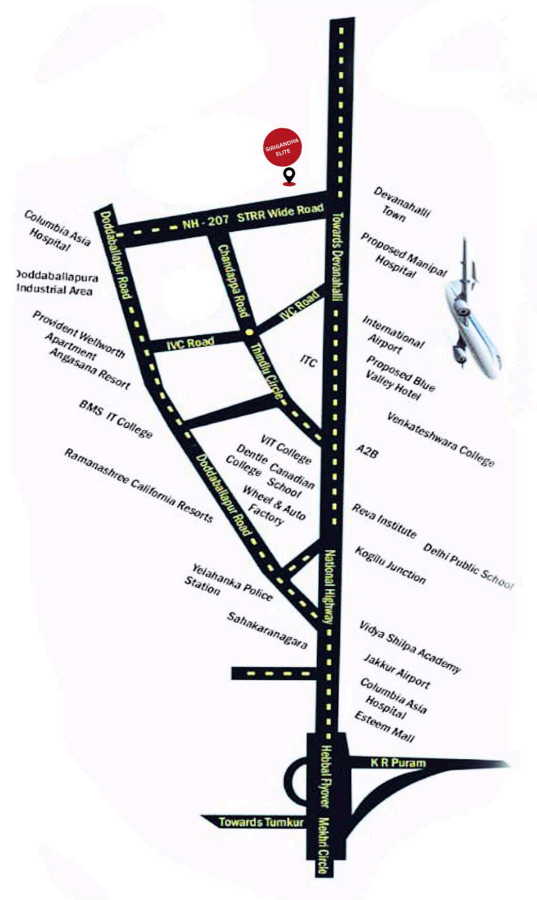 SIRIGANDHA
ELITE
Devanahalli
Town
NH - 207 STRR Wide Road
Columbia Asia
Hospital
Doddaballapur Road
Towards Devanahalli
Proposed Manipal
Hospital
Chandappa Road
Doddaballapura
Industrial Area
IVC Road
Provident Wellworth
Apartment
Angasana Resort
IVC Road
International
Airport
Thindlu Circle
ITC
Proposed Blue
Valley Hotel
BMS IT College
Venkateshwara College
VIT College
Dentle Canadian
College School
A2B
Ramanashree California Resorts
Doddaballapur Road
Wheel & Auto
Factory
Reva Institute
Delhi Public School
National Highway
Kogilu Junction
Yelahanka Police
Station
Sahakaranagara
Vidya Shilpa Academy
Jakkur Airport
Columbia Asia
Hospital
Esteem Mall
Hebbal Flyover
K R Puram
Towards Tumkur
Mekhri Circle